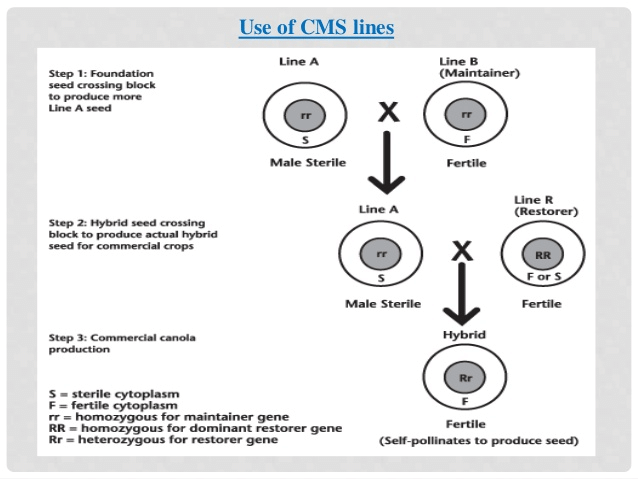 Use of CMS lines
Step 1: Foundation
seed crossing block
to produce more
Line A seed
Line A
Line B
(Maintainer)
rr
S
X
rr
F
Male Sterile
Fertile
Step 2: Hybrid seed crossing
block to produce actual hybrid
seed for commercial crops
Line A
Line R
(Restorer)
rr
S
X
RR
F or S
Male Sterile
Fertile
Step 3: Commercial canola
production
Hybrid
Rr
F
Fertile
(Self-pollinates to produce seed)
S = sterile cytoplasm
F = fertile cytoplasm
rr = homozygous for maintainer gene
RR = homozygous for dominant restorer gene
Rr = heterozygous for restorer gene